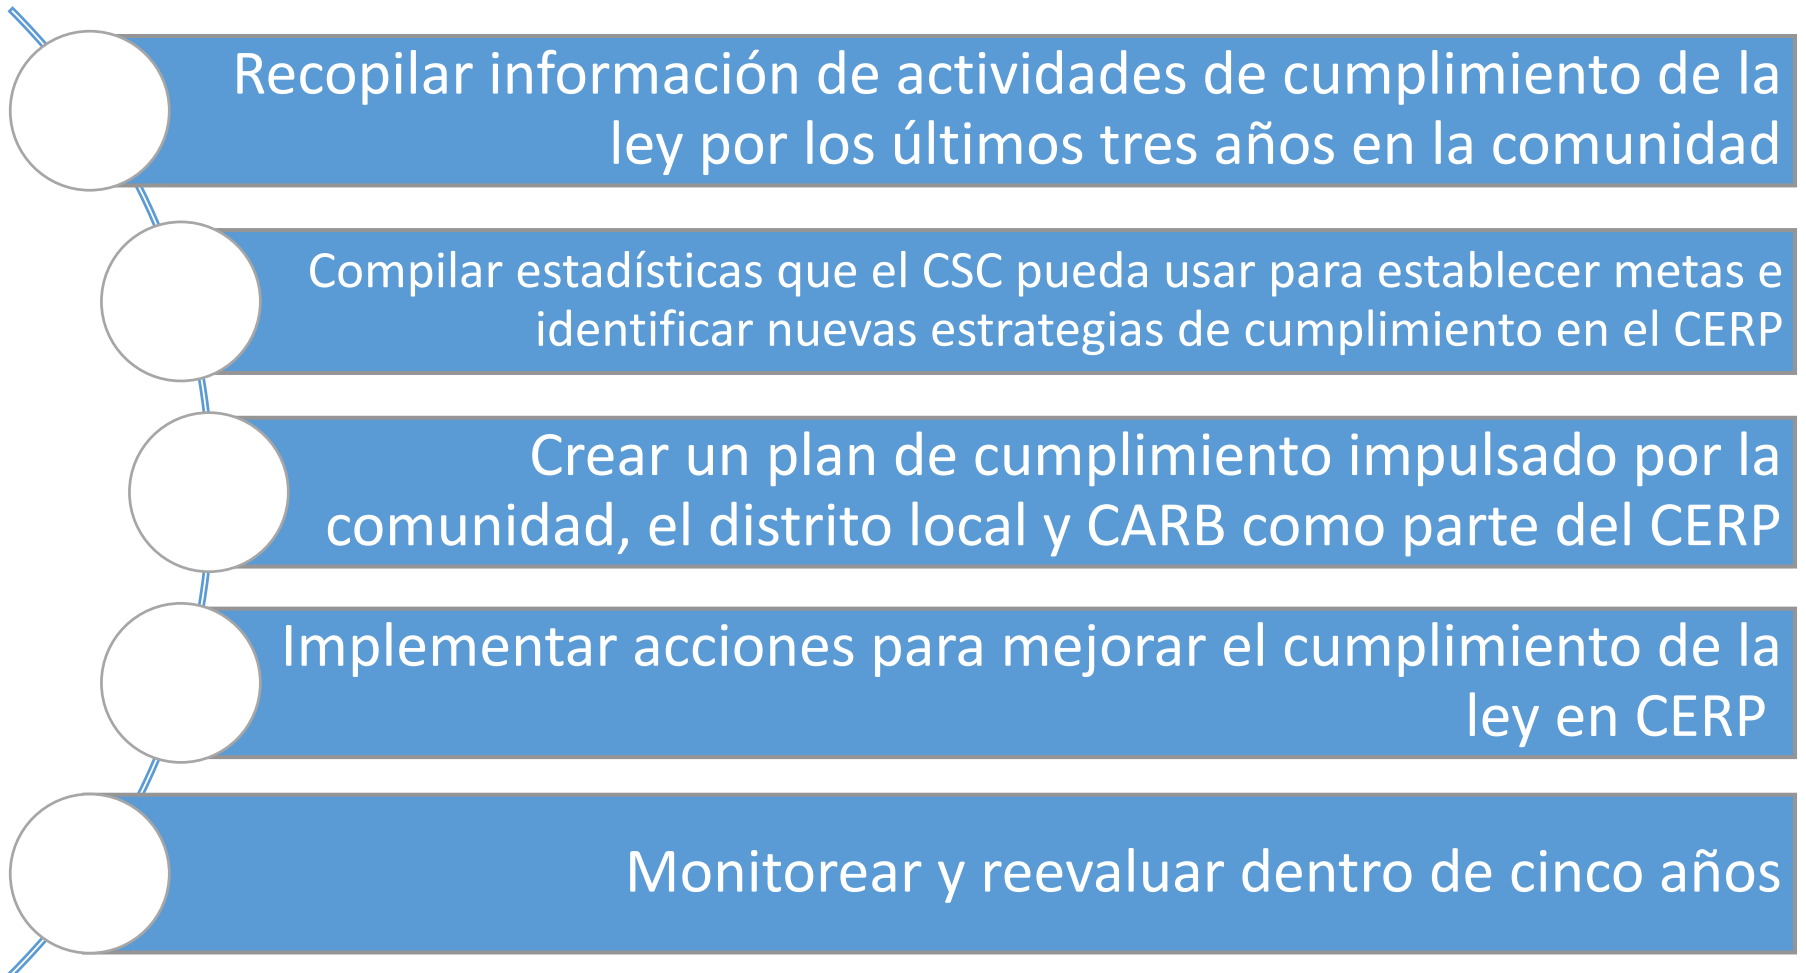 Recopilar información de actividades de cumplimiento de la
ley por los últimos tres años en la comunidad
Compilar estadísticas que el CSC pueda usar para establecer metas e
identificar nuevas estrategias de cumplimiento en el CERP
Crear un plan de cumplimiento impulsado por la
comunidad, el distrito local y CARB como parte del CERP
Implementar acciones para mejorar el cumplimiento de la
ley en CERP
Monitorear y reevaluar dentro de cinco años